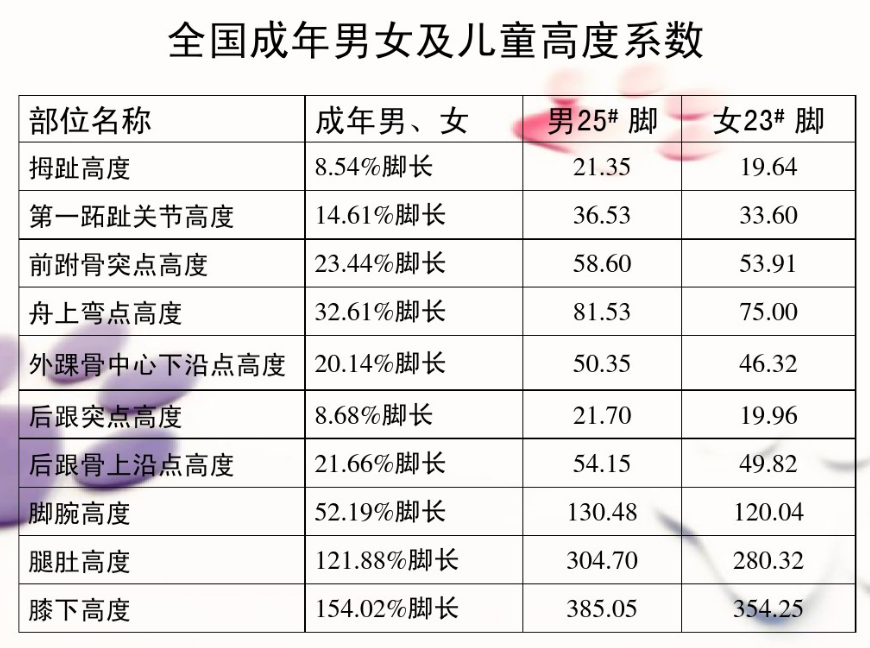 全国成年男女及儿童高度系数
部位名称 成年男、女 男25# 脚 女23# 脚
拇趾高度 8.54%脚长 21.35 19.64
第一跖趾关节高度 14.61%脚长 36.53 33.60
前跗骨突点高度 23.44%脚长 58.60 53.91
舟上弯点高度 32.61%脚长 81.53 75.00
外踝骨中心下沿点高度 20.14%脚长 50.35 46.32
后跟突点高度 8.68%脚长 21.70 19.96
后跟骨上沿点高度 21.66%脚长 54.15 49.82
脚腕高度 52.19%脚长 130.48 120.04
腿肚高度 121.88%脚长 304.70 280.32
膝下高度 154.02%脚长 385.05 354.25